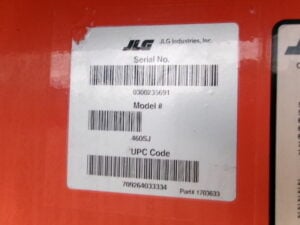 JLG JLG Industries, Inc.
Serial No.
0300235691
Model #
460SJ
UPC Code
709264033334
Part# 1703633